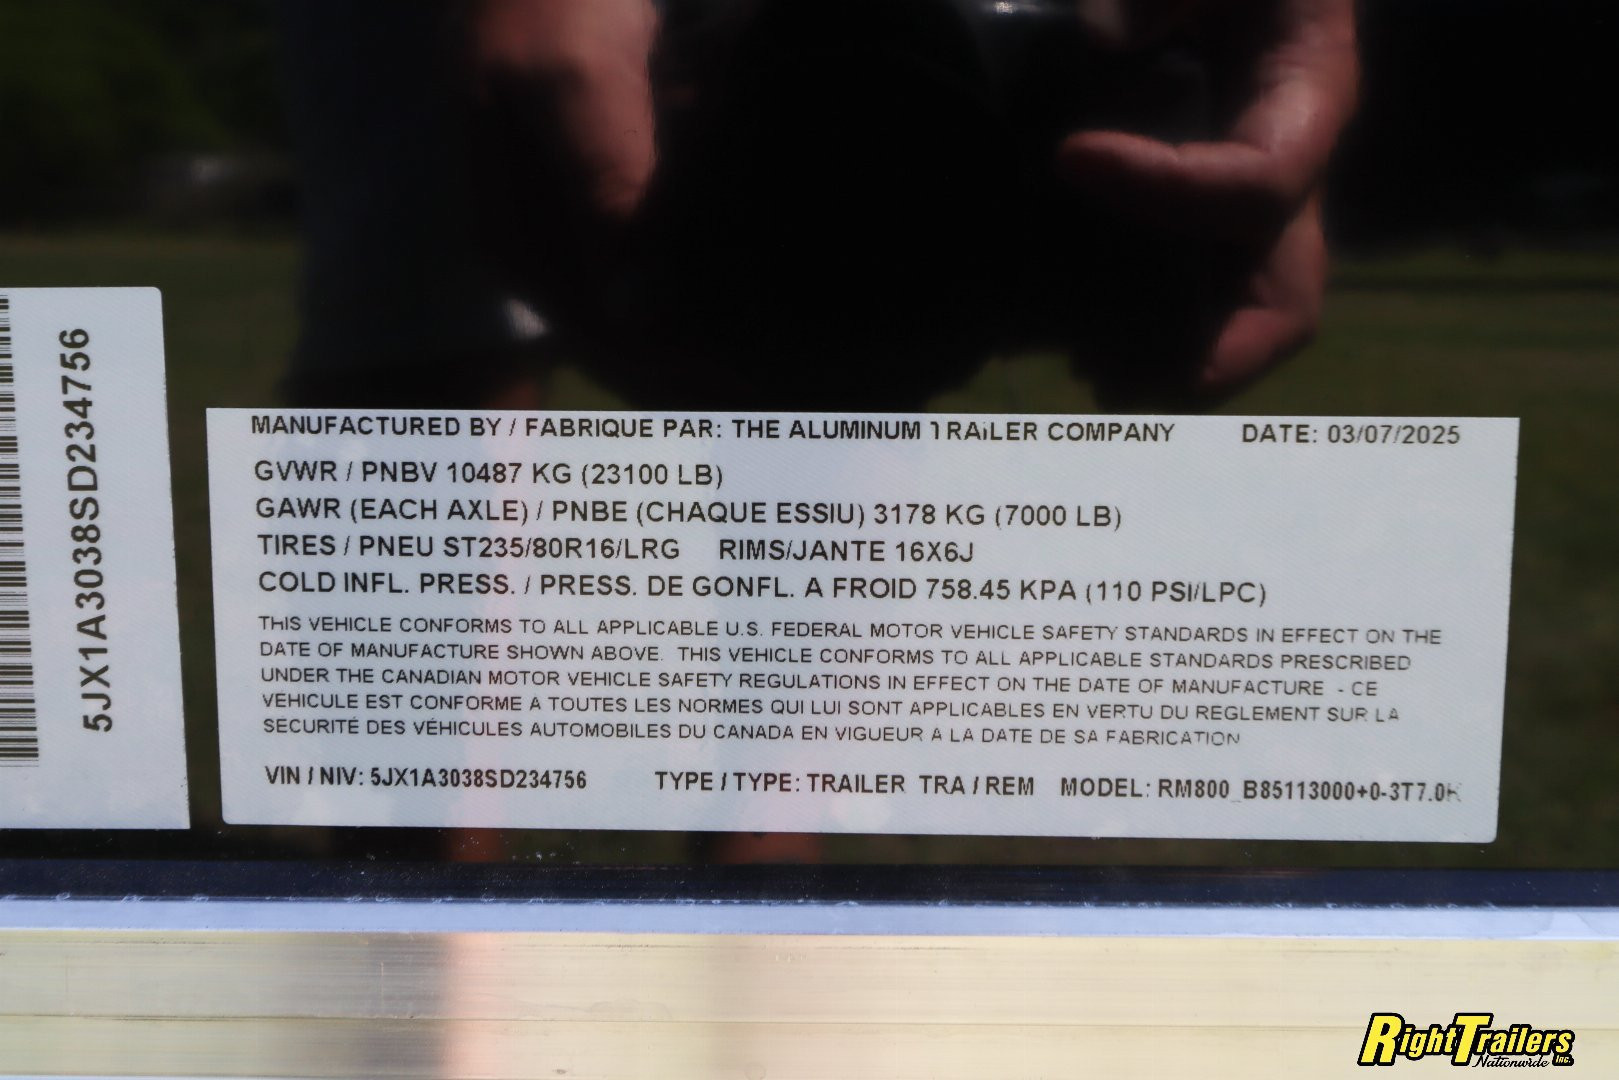 5JX1A3038SD234756
MANUFACTURED BY / FABRIQUE PAR: THE ALUMINUM TRAiLER COMPANY DATE: 03/07/2025
GVWR / PNBV 10487 KG (23100 LB)
GAWR (EACH AXLE) / PNBE (CHAQUE ESSIU) 3178 KG (7000 LB)
TIRES / PNEU ST235/80R16/LRG RIMS/JANTE 16X6J
COLD INFL. PRESS. / PRESS. DE GONFL. A FROID 758.45 KPA (110 PSI/LPC)
THIS VEHICLE CONFORMS TO ALL APPLICABLE U.S. FEDERAL MOTOR VEHICLE SAFETY STANDARDS IN EFFECT ON THE
DATE OF MANUFACTURE SHOWN ABOVE. THIS VEHICLE CONFORMS TO ALL APPLICABLE STANDARDS PRESCRIBED
UNDER THE CANADIAN MOTOR VEHICLE SAFETY REGULATIONS IN EFFECT ON THE DATE OF MANUFACTURE - CE
VEHICULE EST CONFORME A TOUTES LES NORMES QUI LUI SONT APPLICABLES EN VERTU DU REGLEMENT SUR LA
SECURITÉ DES VÉHICULES AUTOMOBILES DU CANADA EN VIGUEUR A LA DATE DE SA FABRICATION
VIN / NIV: 5JX1A3038SD234756 TYPE / TYPE: TRAILER TRA / REM MODEL: RM800_B85113000+0-3T7.0K
RightTrailers
Nationwide Inc.